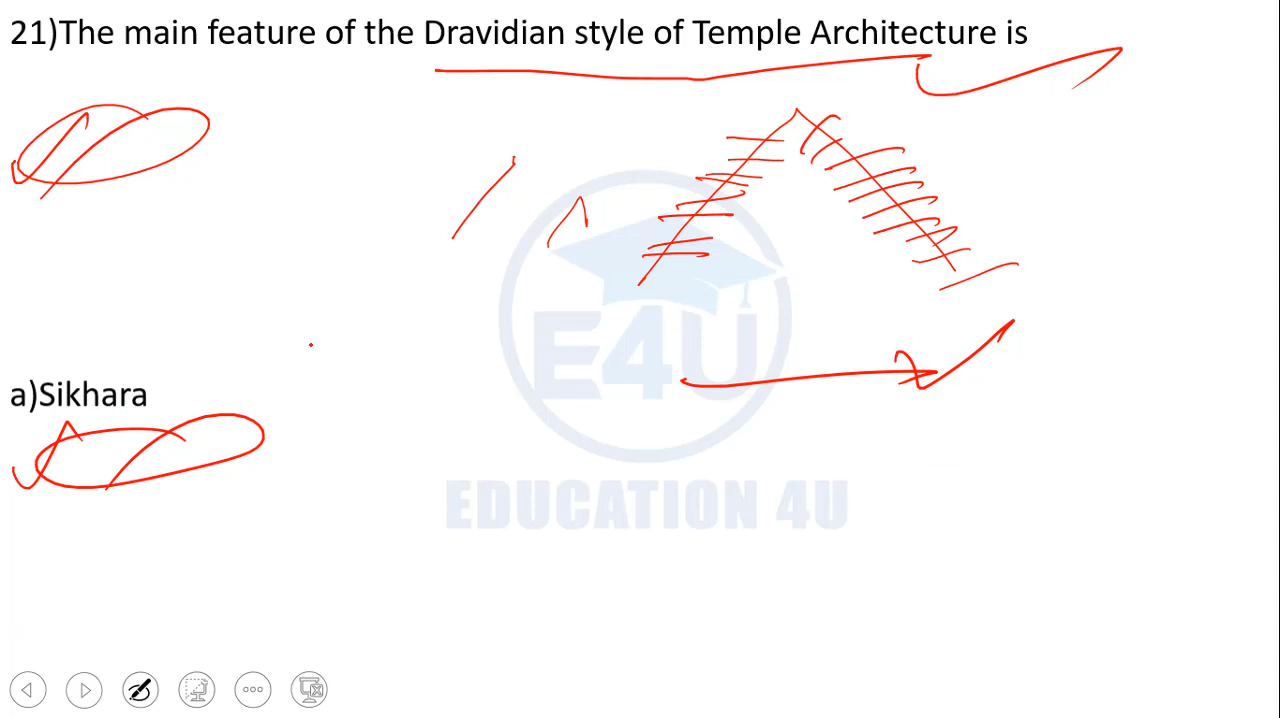 21)The main feature of the Dravidian style of Temple Architecture is
E4U
a)Sikhara
EDUCATION 4U